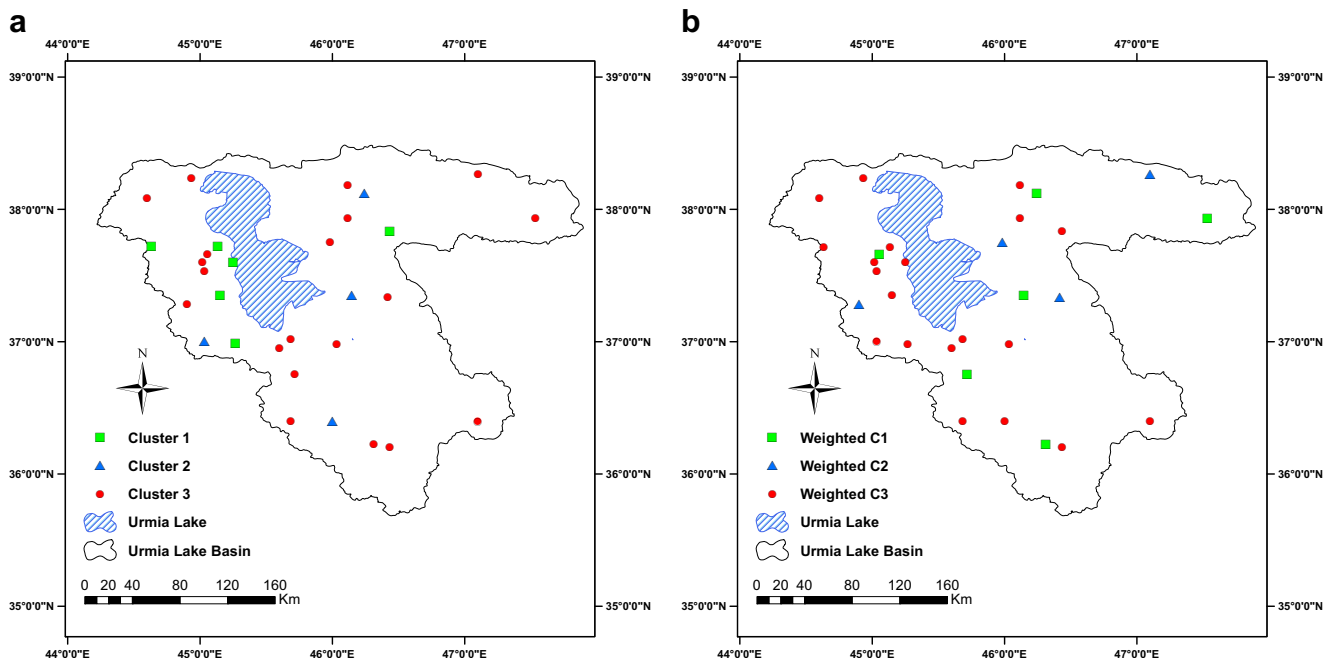 a
44°0'0"E 45°0'0"E 46°0'0"E 47°0'0"E
39°0'0"N 39°0'0"N
38°0'0"N 38°0'0"N
37°0'0"N 37°0'0"N
36°0'0"N 36°0'0"N
35°0'0"N 35°0'0"N
N
Cluster 1
Cluster 2
Cluster 3
Urmia Lake
Urmia Lake Basin
0 20 40 80 120 160
Km
44°0'0"E 45°0'0"E 46°0'0"E 47°0'0"E
b
44°0'0"E 45°0'0"E 46°0'0"E 47°0'0"E
39°0'0"N 39°0'0"N
38°0'0"N 38°0'0"N
37°0'0"N 37°0'0"N
36°0'0"N 36°0'0"N
35°0'0"N 35°0'0"N
N
Weighted C1
Weighted C2
Weighted C3
Urmia Lake
Urmia Lake Basin
0 20 40 80 120 160
Km
44°0'0"E 45°0'0"E 46°0'0"E 47°0'0"E